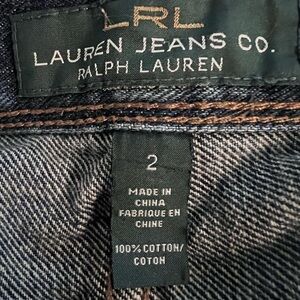 LRL
LAUREN JEANS CO.
RALPH LAUREN
2
MADE IN
CHINA
FABRIQUE EN
CHINE
100% COTTON/
COTON